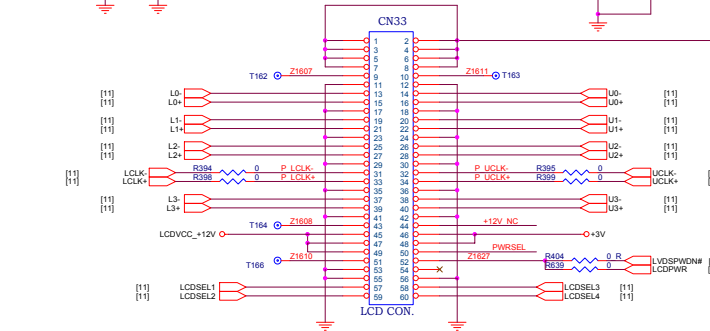 CN33
1 2
3 4
5 6
7 8
T162 Z1607 9 10 Z1611 T163
11 12
[11] L0- 13 14 U0- [11]
[11] L0+ 15 16 U0+ [11]
17 18
[11] L1- 19 20 U1- [11]
[11] L1+ 21 22 U1+ [11]
23 24
[11] L2- 25 26 U2- [11]
[11] L2+ 27 28 U2+ [11]
29 30
[11] LCLK- R394 0 P_LCLK- 31 32 P_UCLK- R395 0 UCLK-
[11] LCLK+ R398 0 P_LCLK+ 33 34 P_UCLK+ R399 0 UCLK+
35 36
[11] L3- 37 38 U3- [11]
[11] L3+ 39 40 U3+ [11]
41 42
T164 Z1608 43 44 +12V_NC
LCDVCC_+12V 45 46 +3V
47 48
49 50 PWRSEL
T166 Z1610 51 52 Z1627 R404 0_R LVDSPWDN#
53 54 R639 0 LCDPWR
55 56
[11] LCDSEL1 57 58 LCDSEL3 [11]
[11] LCDSEL2 59 60 LCDSEL4 [11]
LCD CON.